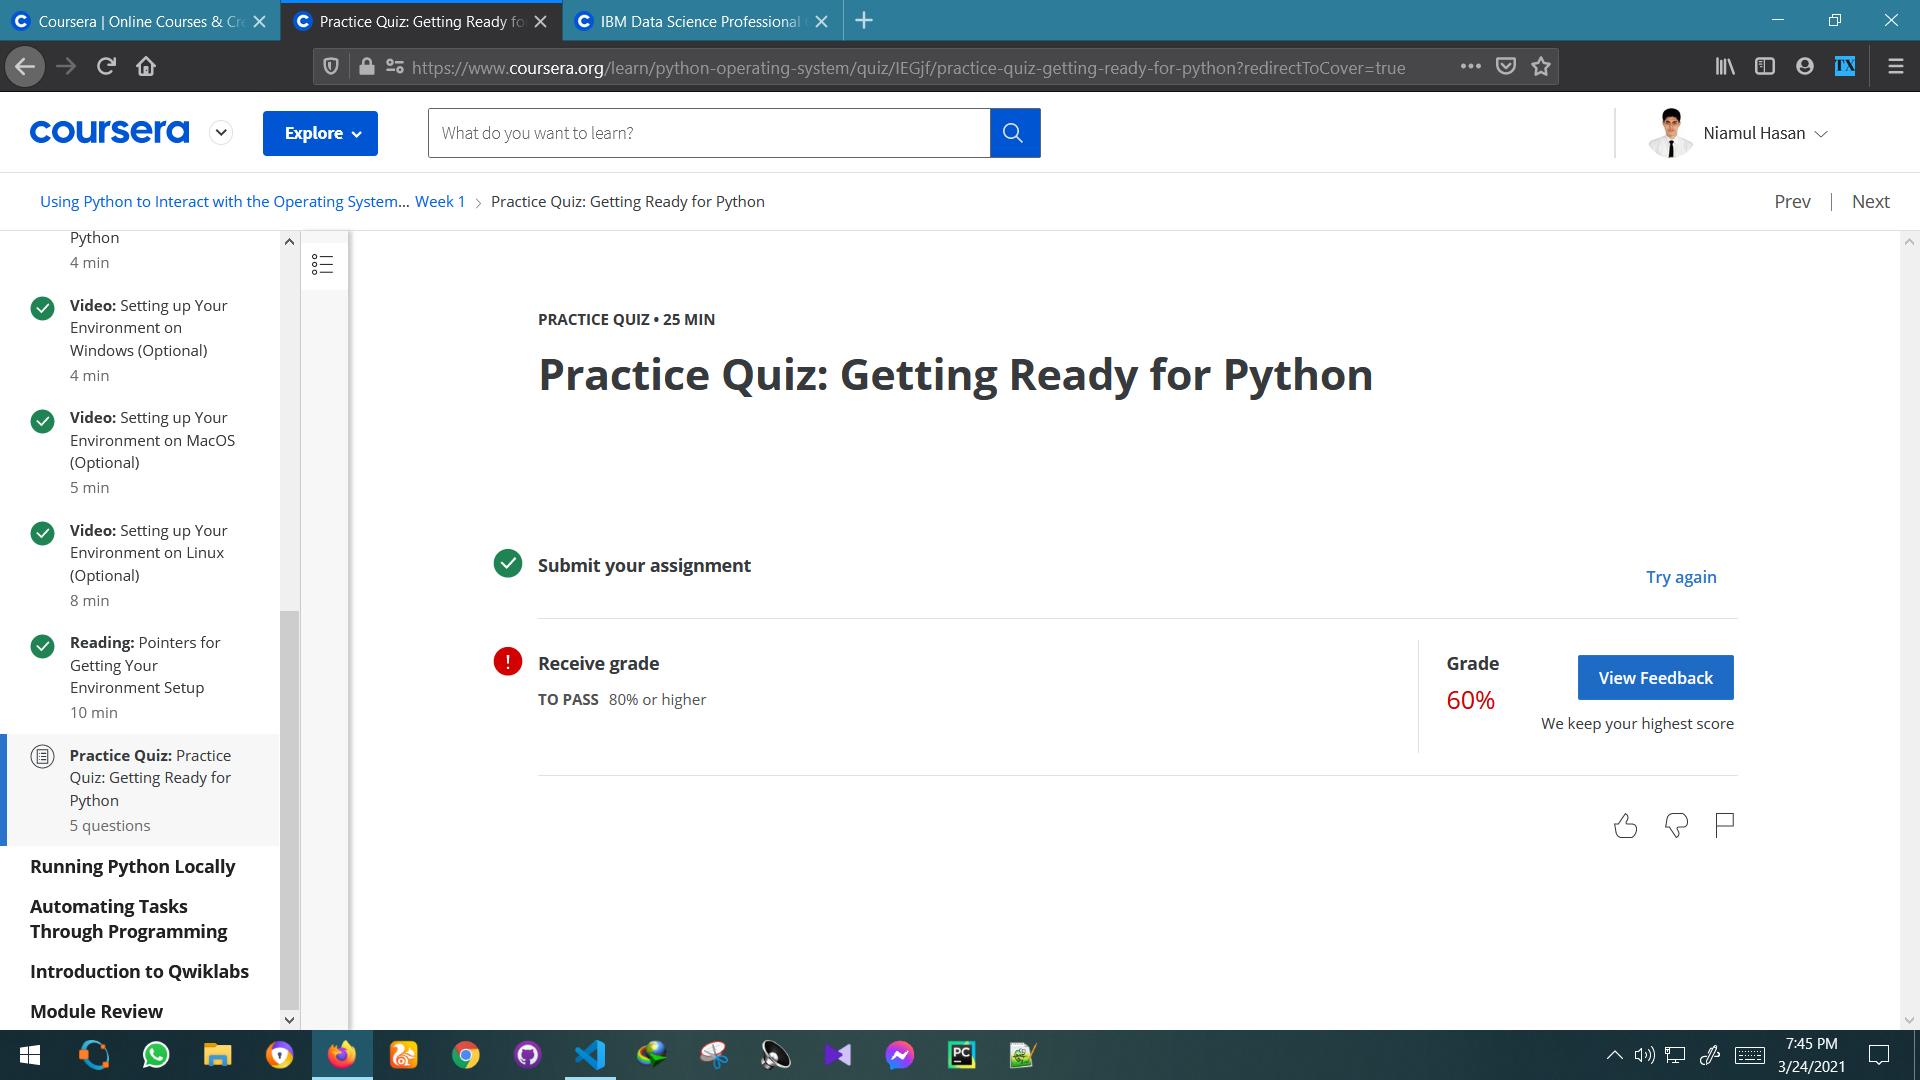 Coursera | Online Courses & Cre
Practice Quiz: Getting Ready fo
IBM Data Science Professional
https://www.coursera.org/learn/python-operating-system/quiz/IEGjf/practice-quiz-getting-ready-for-python?redirectToCover=true
TX
coursera
Explore
What do you want to learn?
Niamul Hasan
Using Python to Interact with the Operating System... Week 1 > Practice Quiz: Getting Ready for Python
Prev | Next
Python
4 min
Video: Setting up Your
Environment on
Windows (Optional)
4 min
Video: Setting up Your
Environment on MacOS
(Optional)
5 min
Video: Setting up Your
Environment on Linux
(Optional)
8 min
Reading: Pointers for
Getting Your
Environment Setup
10 min
Practice Quiz: Practice
Quiz: Getting Ready for
Python
5 questions
Running Python Locally
Automating Tasks
Through Programming
Introduction to Qwiklabs
Module Review
PRACTICE QUIZ • 25 MIN
Practice Quiz: Getting Ready for Python
Submit your assignment
Try again
Receive grade
TO PASS 80% or higher
Grade
60%
View Feedback
We keep your highest score
PC
7:45 PM
3/24/2021